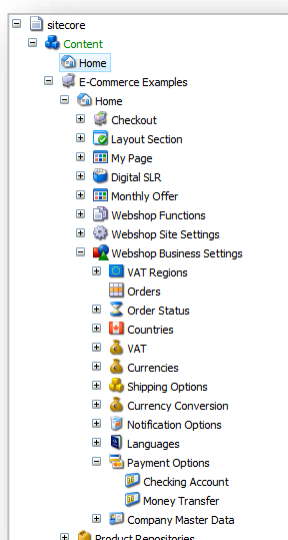 sitecore
Content
Home
E-Commerce Examples
Home
Checkout
Layout Section
My Page
Digital SLR
Monthly Offer
Webshop Functions
Webshop Site Settings
Webshop Business Settings
VAT Regions
Orders
Order Status
Countries
VAT
Currencies
Shipping Options
Currency Conversion
Notification Options
Languages
Payment Options
Checking Account
Money Transfer
Company Master Data
Product Repositories